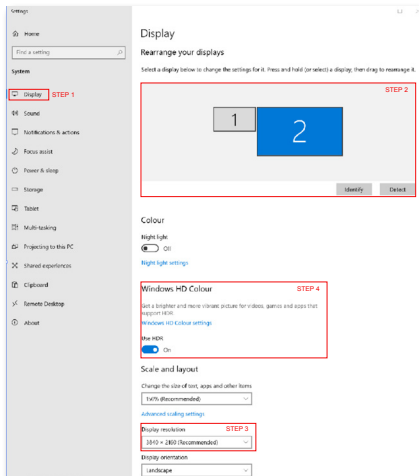 Settings
Home
Find a setting
System
Display
STEP 1
Sound
Notifications & actions
Focus assist
Power & sleep
Storage
Tablet
Multi-tasking
Projecting to this PC
Shared experiences
Clipboard
Remote Desktop
About
Display
Rearrange your displays
Select a display below to change the settings for it. Press and hold (or select) a display, then drag to rearrange it.
STEP 2
1
2
Identify
Detect
Colour
Night light
Off
Night light settings
Windows HD Colour
STEP 4
Get a brighter and more vibrant picture for videos, games and apps that
support HDR.
Windows HD Colour settings
Use HDR
On
Scale and layout
Change the size of text, apps and other items
150% (Recommended)
Advanced scaling settings
Display resolution
STEP 3
3840 × 2160 (Recommended)
Display orientation
Landscape